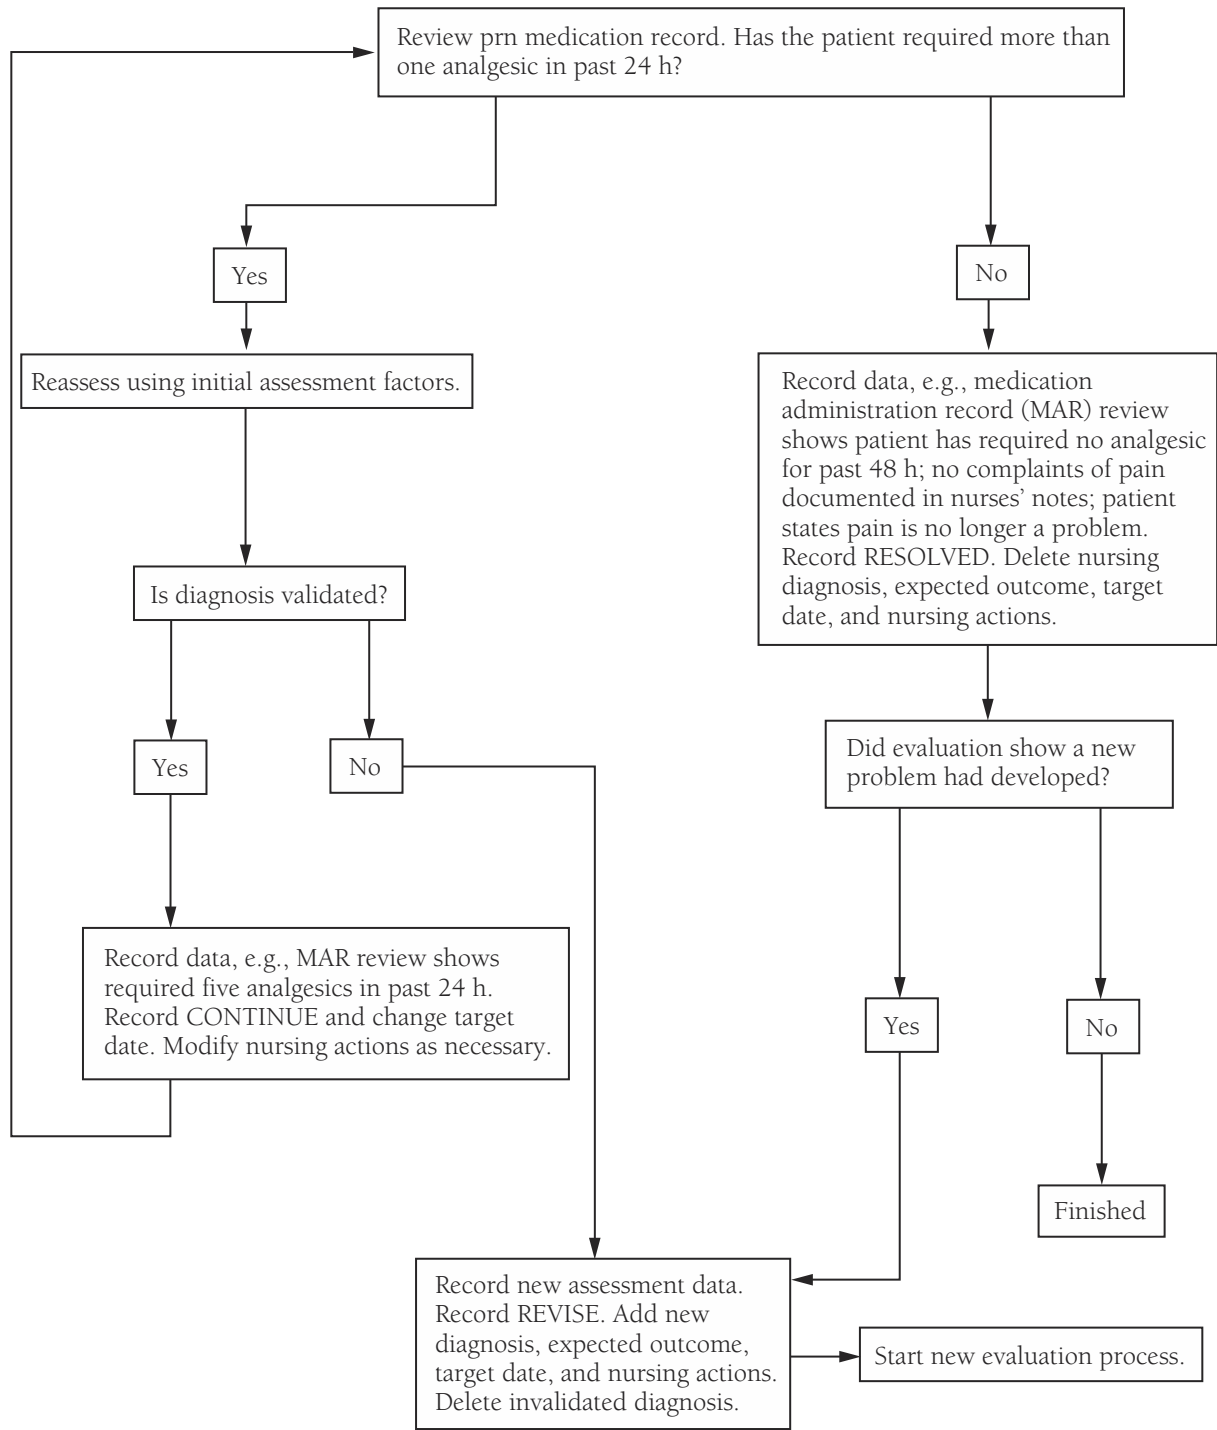 Review prn medication record. Has the patient required more than
one analgesic in past 24 h?
Yes
No
Reassess using initial assessment factors.
Record data, e.g., medication
administration record (MAR) review
shows patient has required no analgesic
for past 48 h; no complaints of pain
documented in nurses’ notes; patient
states pain is no longer a problem.
Record RESOLVED. Delete nursing
diagnosis, expected outcome, target
date, and nursing actions.
Is diagnosis validated?
Yes
No
Did evaluation show a new
problem had developed?
Record data, e.g., MAR review shows
required five analgesics in past 24 h.
Record CONTINUE and change target
date. Modify nursing actions as necessary.
Yes
No
Finished
Record new assessment data.
Record REVISE. Add new
diagnosis, expected outcome,
target date, and nursing actions.
Delete invalidated diagnosis.
Start new evaluation process.